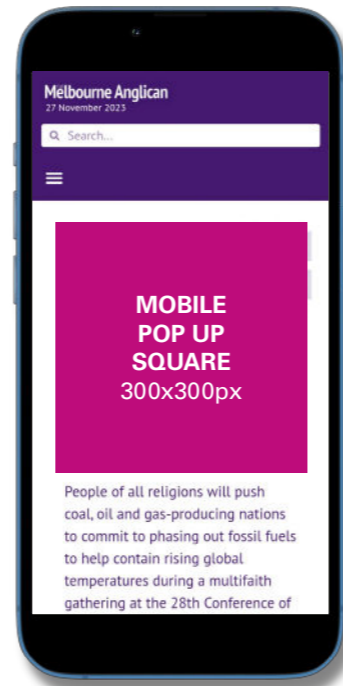 Melbourne Anglican
27 November 2023
Search...
MOBILE
POP UP
SQUARE
300x300px
People of all religions will push
coal, oil and gas-producing nations
to commit to phasing out fossil fuels
to help contain rising global
temperatures during a multifaith
gathering at the 28th Conference of